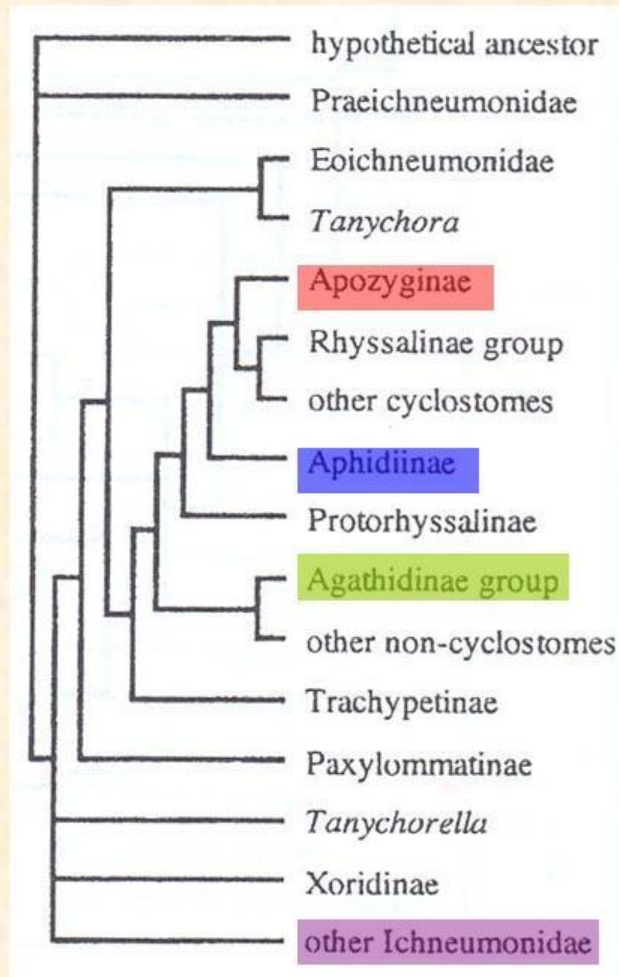 hypothetical ancestor
Praeichneumonidae
Eoichneumonidae
Tanychora
Apozyginae
Rhyssalinae group
other cyclostomes
Aphidiinae
Protorhyssalinae
Agathidinae group
other non-cyclostomes
Trachypetinae
Paxylommatinae
Tanychorella
Xoridinae
other Ichneumonidae